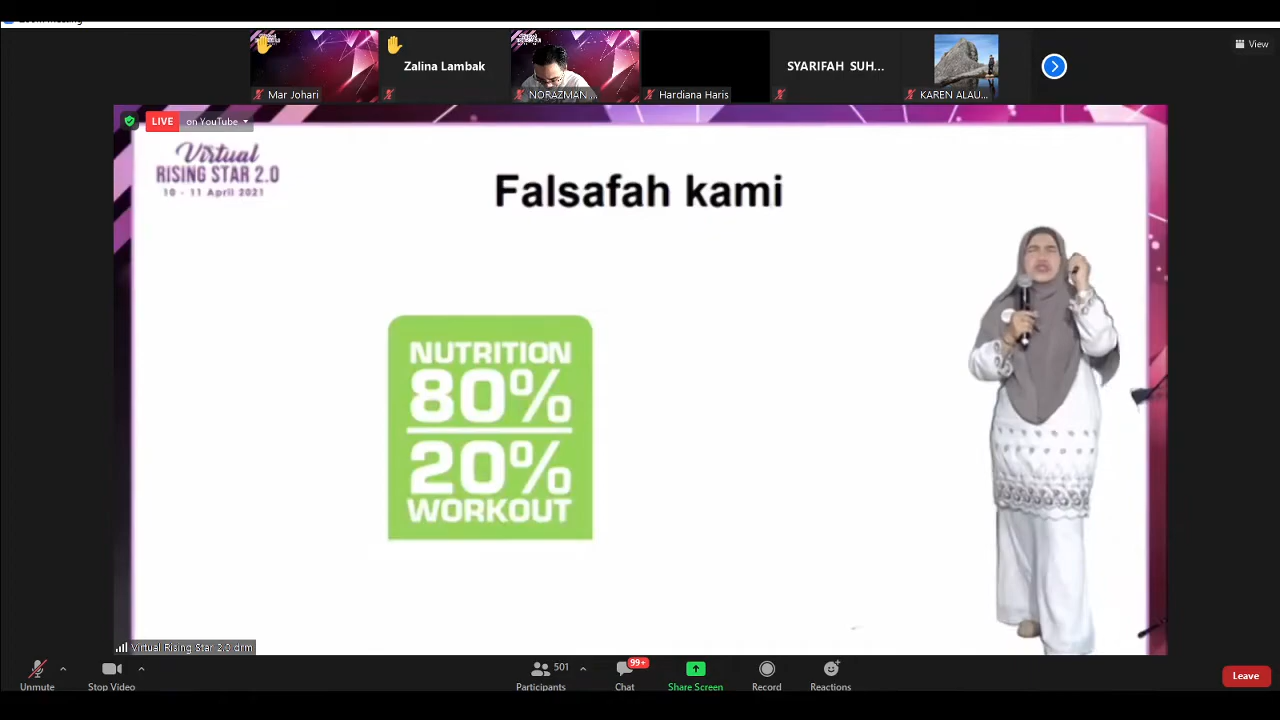 Zoom Meeting
View
Mar Johari
Zalina Lambak
NORAZMAN ...
Hardiana Haris
SYARIFAH SUH...
KAREN ALAU...
LIVE on YouTube
Virtual
RISING STAR 2.0
10 - 11 April 2021
Falsafah kami
NUTRITION
80%
20%
WORKOUT
Virtual Rising Star 2.0 drm
501
99+
Unmute
Stop Video
Participants
Chat
Share Screen
Record
Reactions
Leave